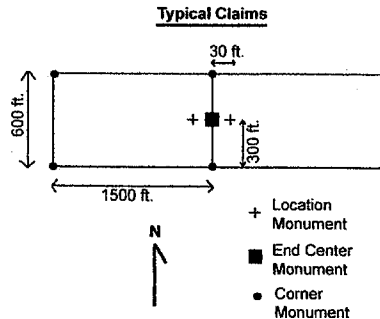 Typical Claims
30 ft.
600 ft.
300 ft.
1500 ft.
N
Location
Monument
End Center
Monument
Corner
Monument